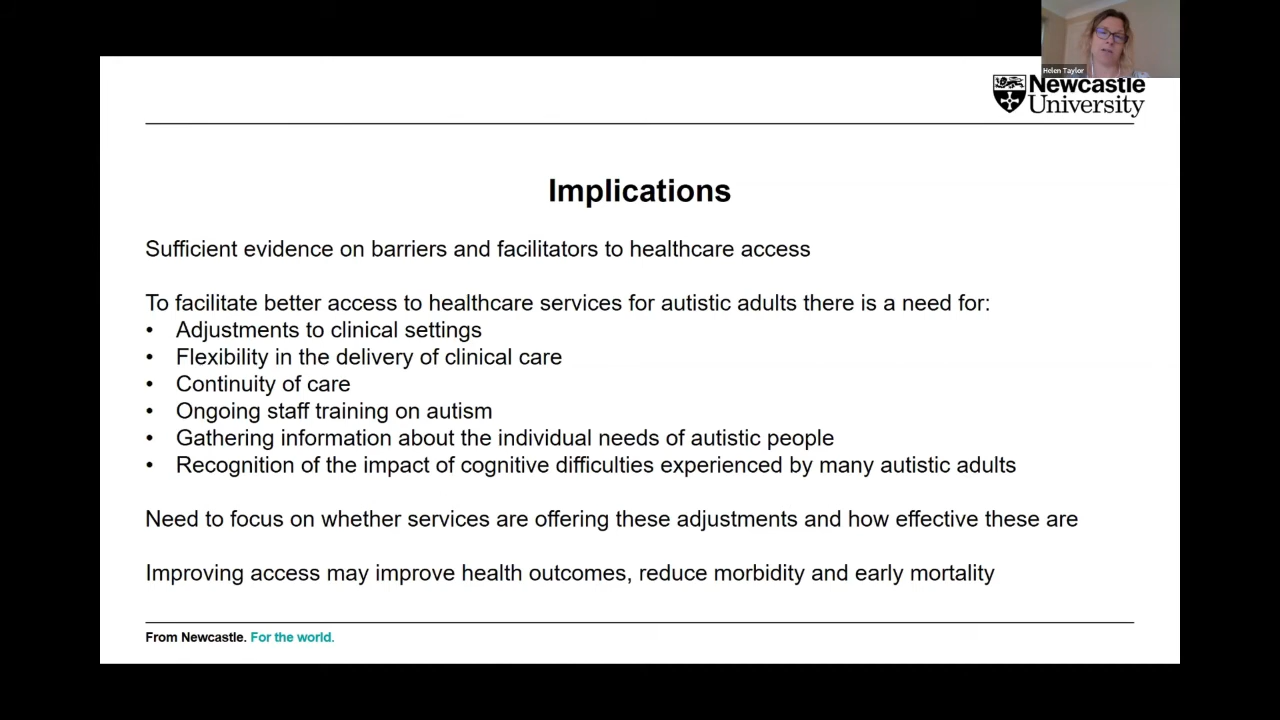 Helen Taylor
Newcastle
University
Implications
Sufficient evidence on barriers and facilitators to healthcare access
To facilitate better access to healthcare services for autistic adults there is a need for:
• Adjustments to clinical settings
• Flexibility in the delivery of clinical care
• Continuity of care
• Ongoing staff training on autism
• Gathering information about the individual needs of autistic people
• Recognition of the impact of cognitive difficulties experienced by many autistic adults
Need to focus on whether services are offering these adjustments and how effective these are
Improving access may improve health outcomes, reduce morbidity and early mortality
From Newcastle. For the world.